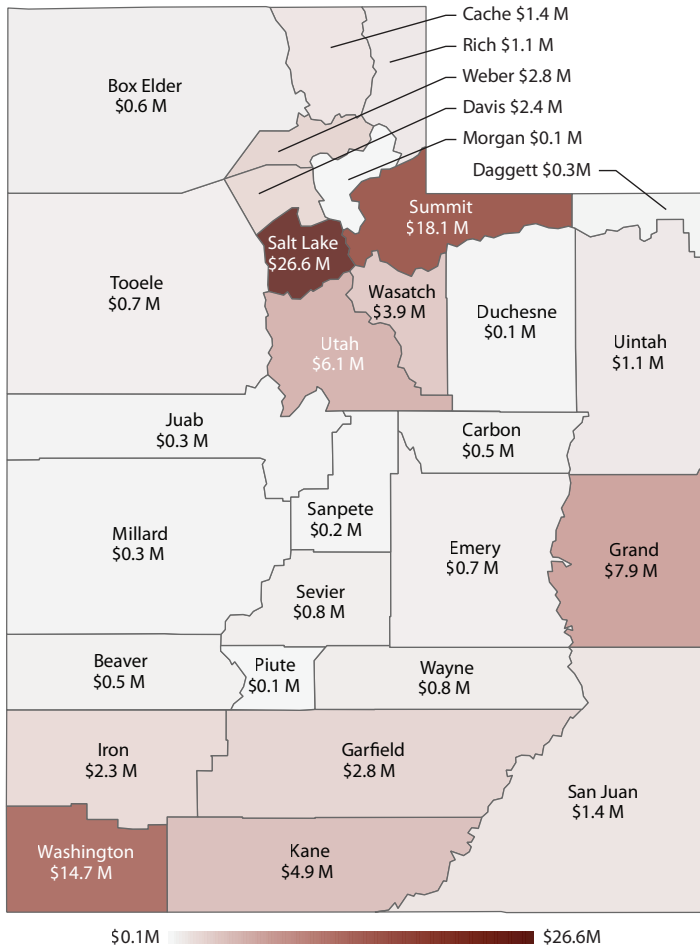 Cache $1.4 M
Rich $1.1 M
Weber $2.8 M
Davis $2.4 M
Morgan $0.1 M
Daggett $0.3M
Box Elder
$0.6 M
Summit
$18.1 M
Salt Lake
$26.6 M
Tooele
$0.7 M
Wasatch
$3.9 M
Duchesne
$0.1 M
Uintah
$1.1 M
Utah
$6.1 M
Juab
$0.3 M
Carbon
$0.5 M
Sanpete
$0.2 M
Millard
$0.3 M
Emery
$0.7 M
Grand
$7.9 M
Sevier
$0.8 M
Beaver
$0.5 M
Piute
$0.1 M
Wayne
$0.8 M
Iron
$2.3 M
Garfield
$2.8 M
San Juan
$1.4 M
Washington
$14.7 M
Kane
$4.9 M
$0.1M
$26.6M